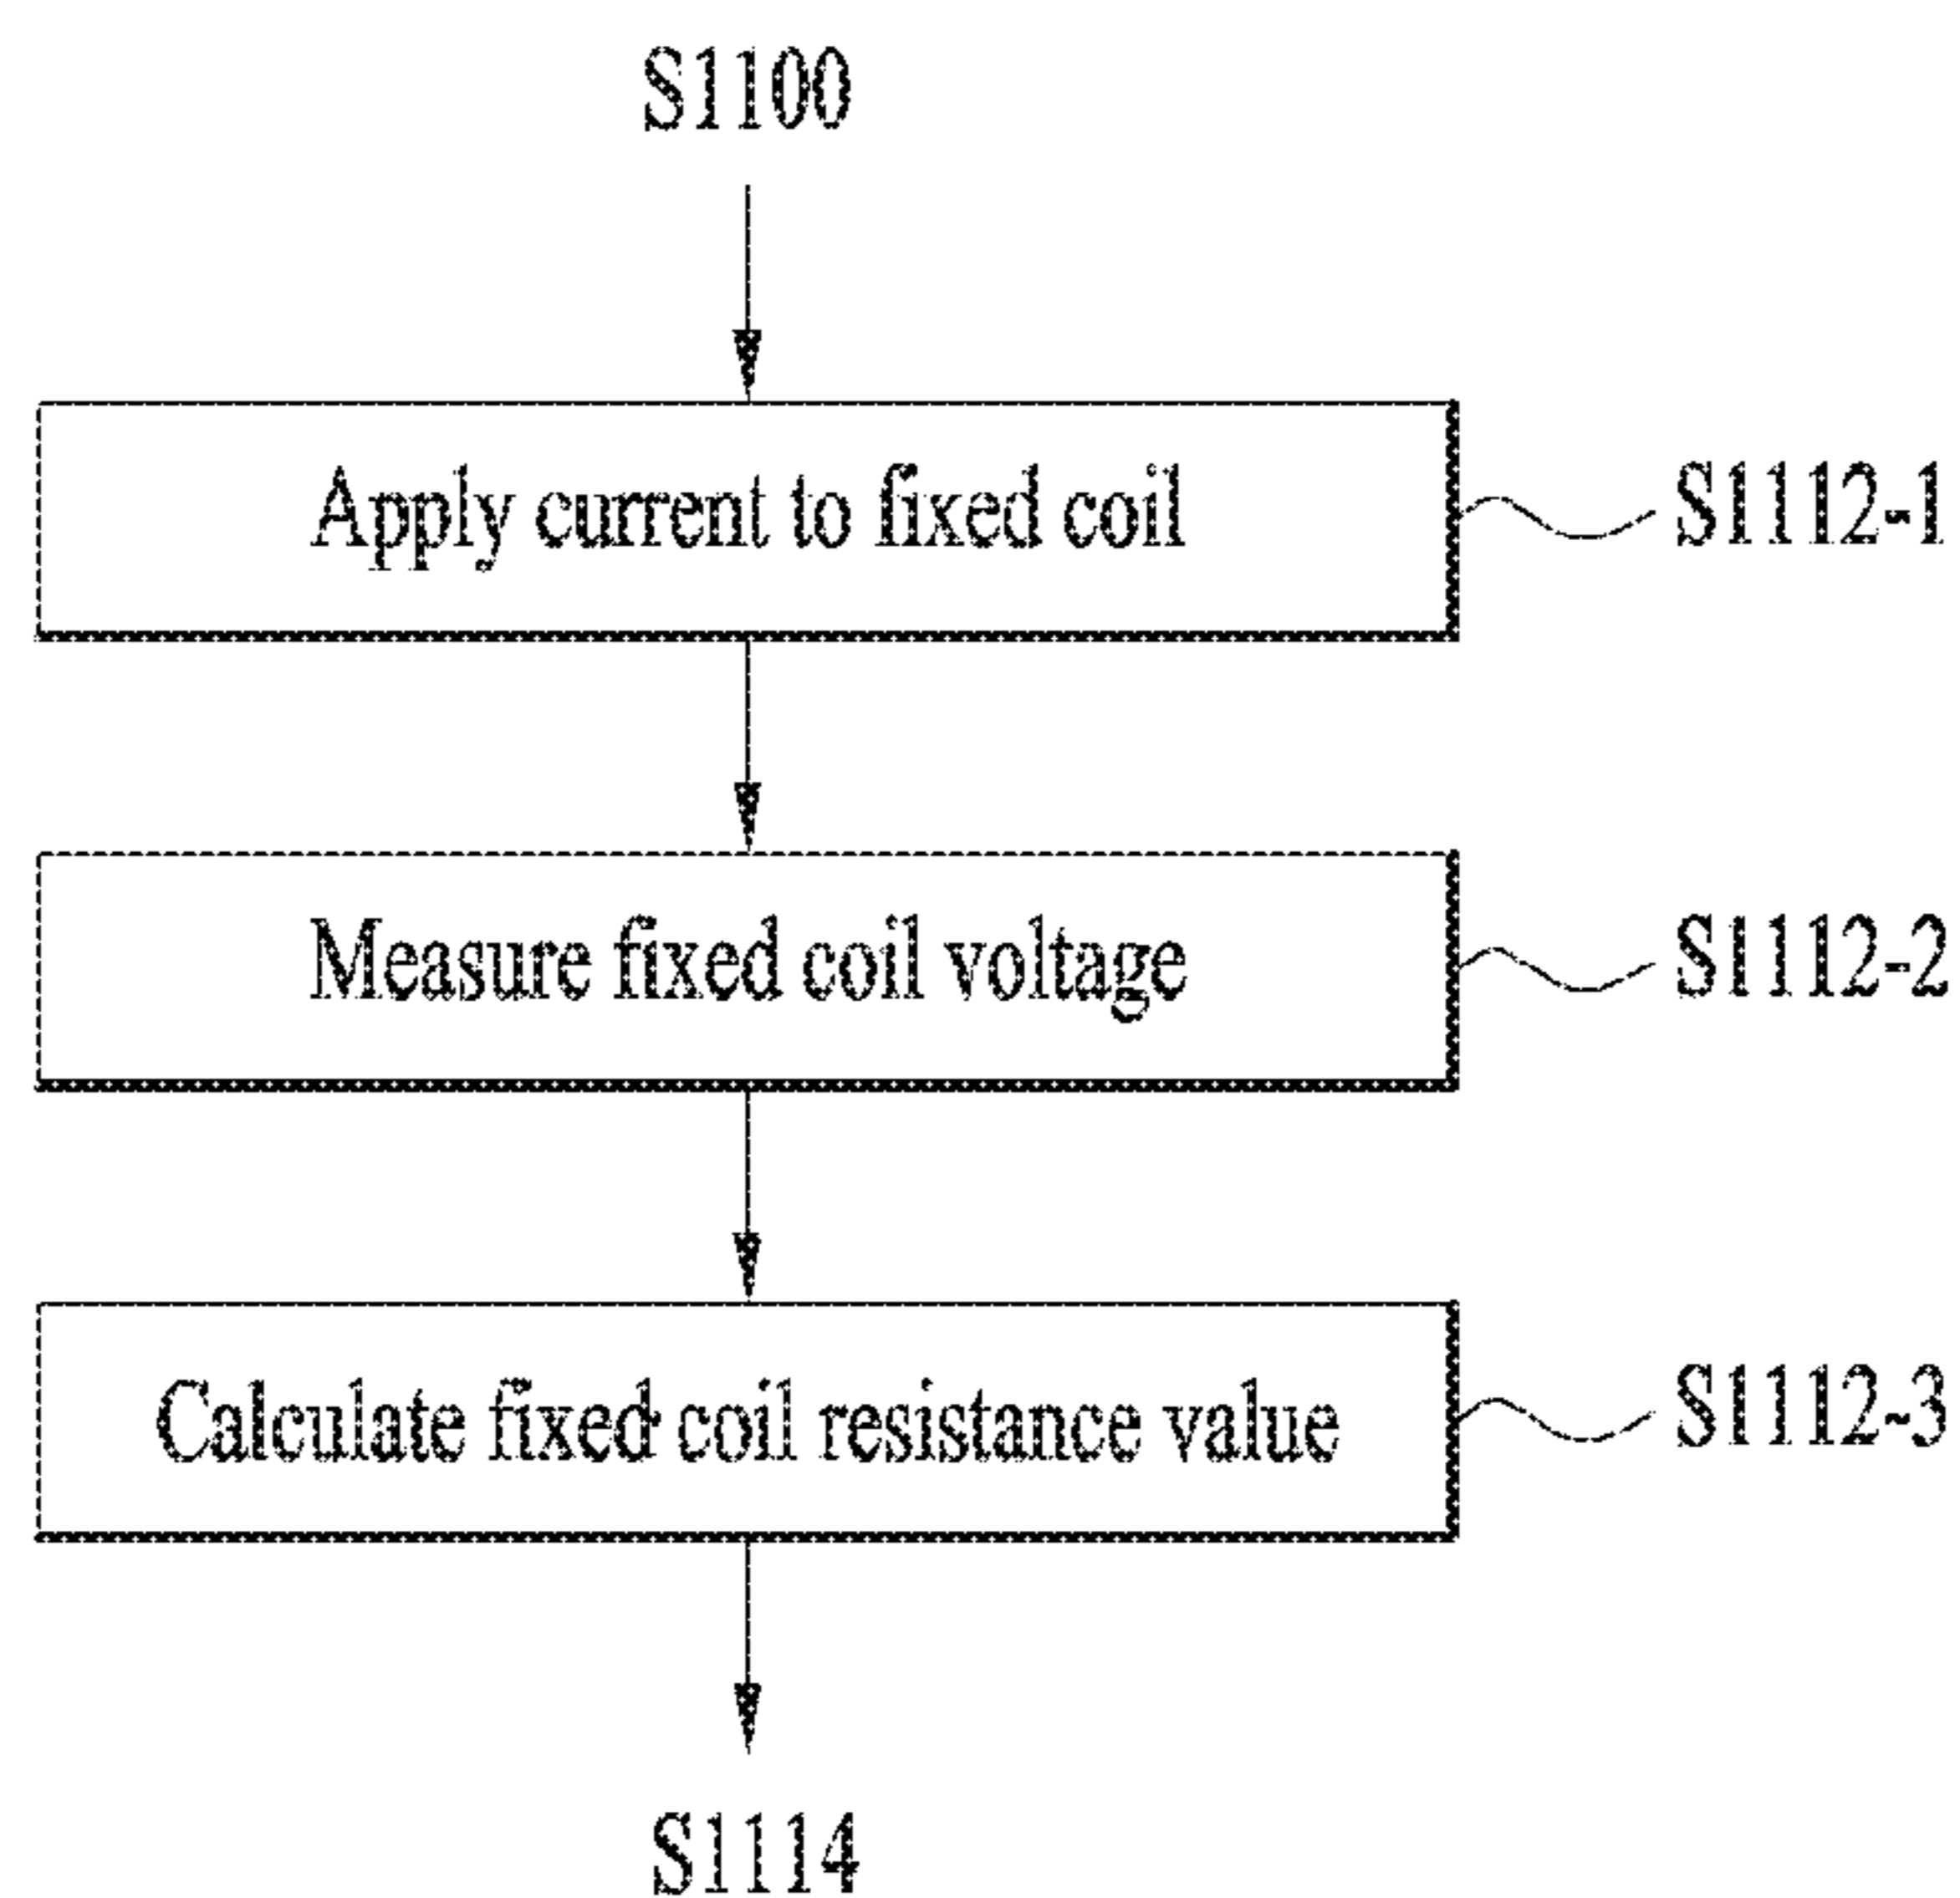 S1100
Apply current to fixed coil
S1112-1
Measure fixed coil voltage
S1112-2
Calculate fixed coil resistance value
S1112-3
S1114